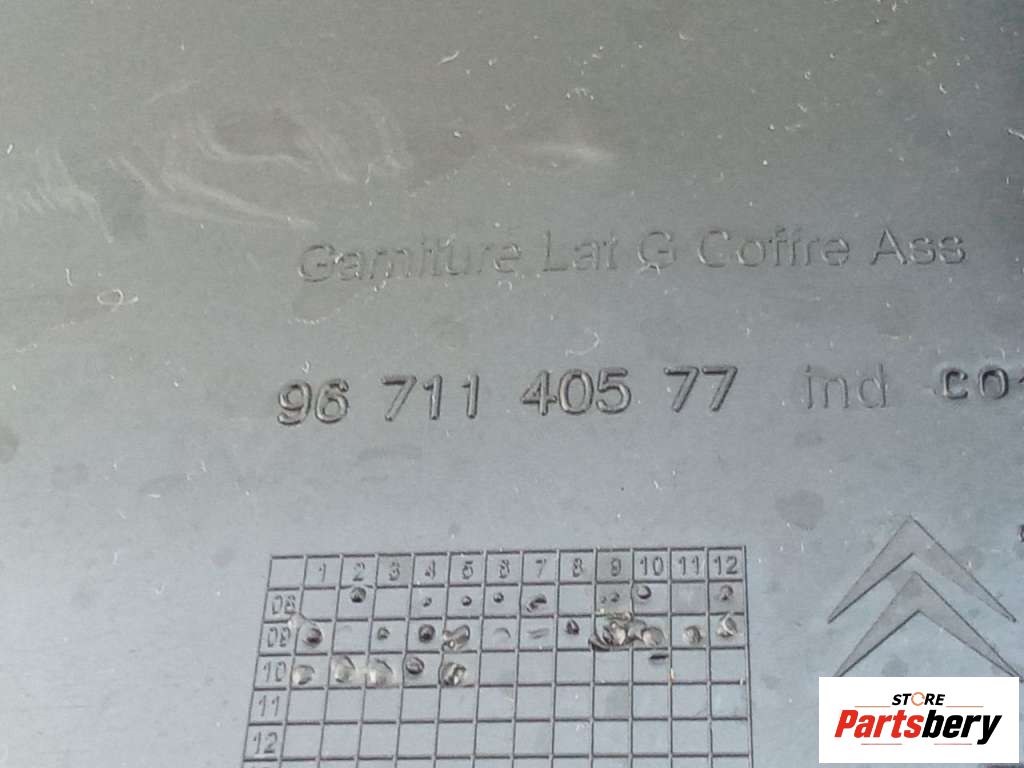 Garniture Lat G Coffre Ass
96 711 405 77 ind C01
1 2 3 4 5 6 7 8 9 10 11 12
08
09
10
11
12
STORE
Partsbery